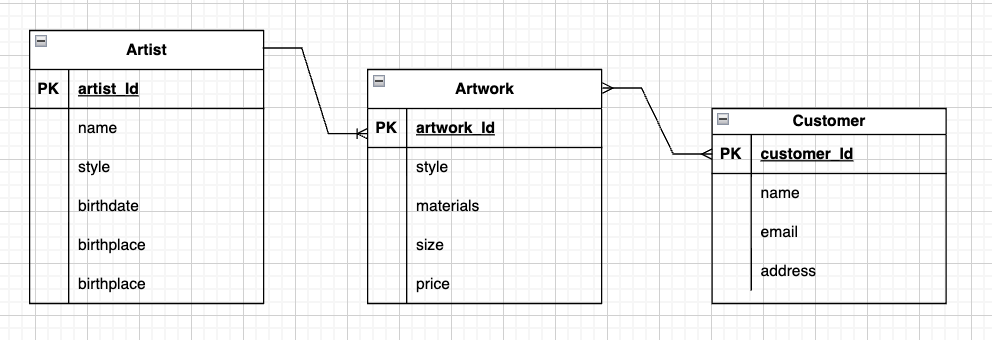 Artist
PK artist_Id
name
style
birthdate
birthplace
birthplace
Artwork
PK artwork_Id
style
materials
size
price
Customer
PK customer_Id
name
email
address